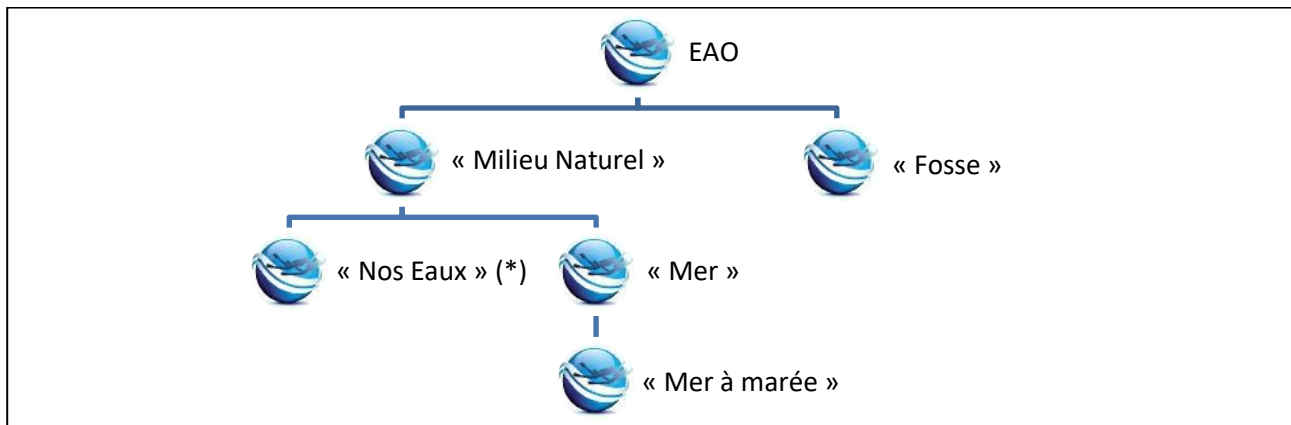 EAO
« Milieu Naturel »
« Fosse »
« Nos Eaux » (*)
« Mer »
« Mer à marée »